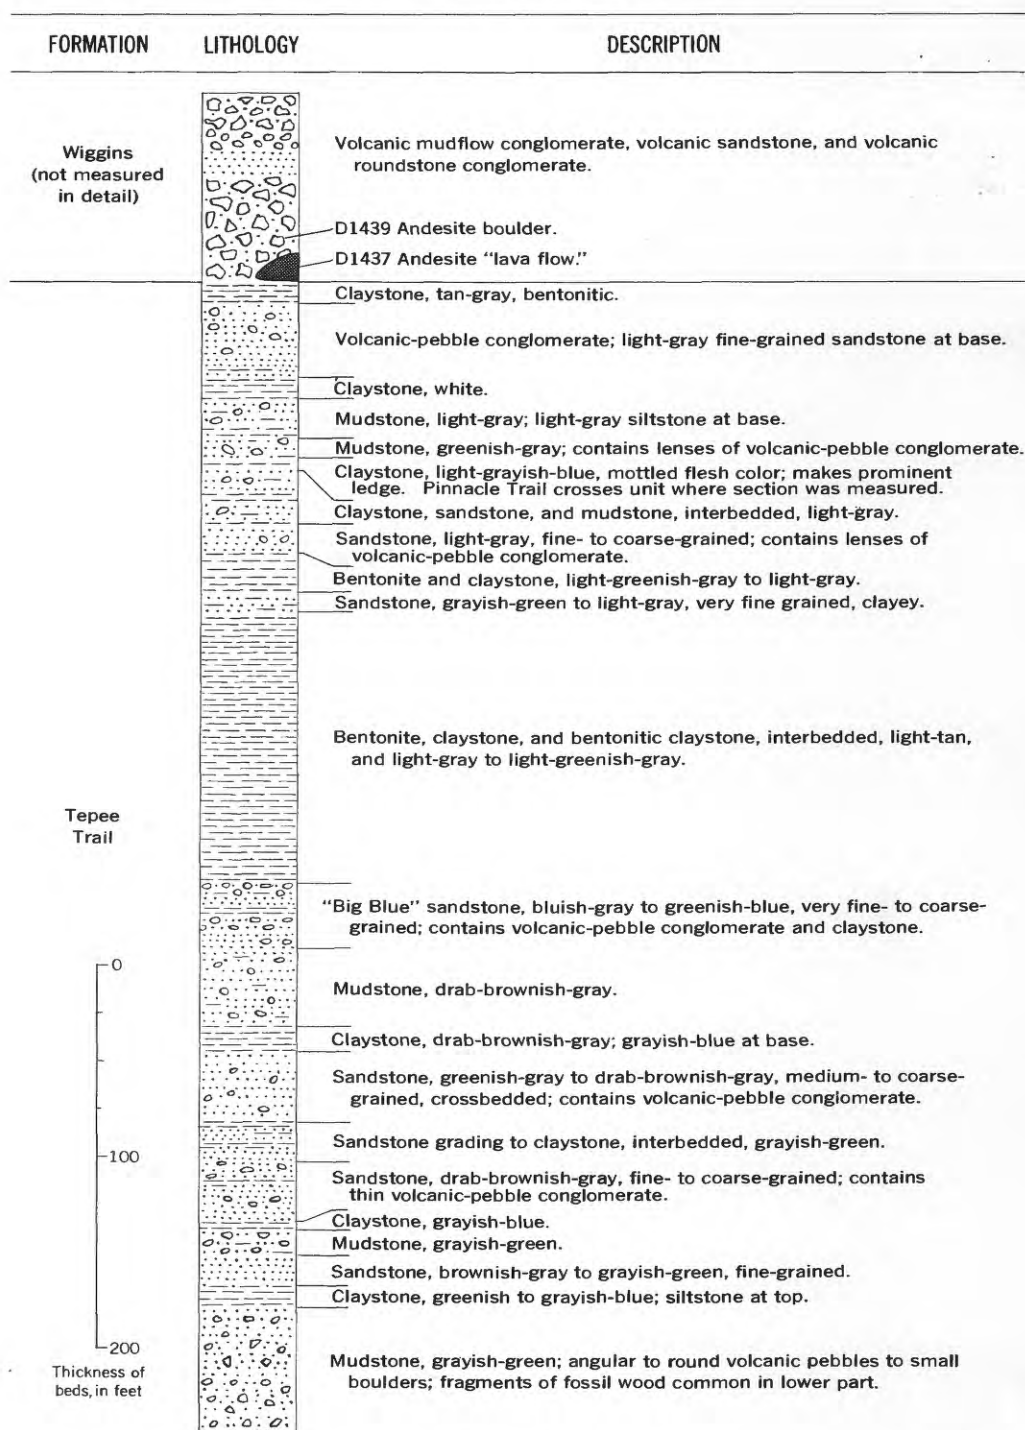 FORMATION LITHOLOGY DESCRIPTION
Wiggins
(not measured
in detail)
Volcanic mudflow conglomerate, volcanic sandstone, and volcanic
roundstone conglomerate.
D1439 Andesite boulder.
D1437 Andesite "lava flow."
Claystone, tan-gray, bentonitic.
Volcanic-pebble conglomerate; light-gray fine-grained sandstone at base.
Claystone, white.
Mudstone, light-gray; light-gray siltstone at base.
Mudstone, greenish-gray; contains lenses of volcanic-pebble conglomerate.
Claystone, light-grayish-blue, mottled flesh color; makes prominent
ledge. Pinnacle Trail crosses unit where section was measured.
Claystone, sandstone, and mudstone, interbedded, light-gray.
Sandstone, light-gray, fine- to coarse-grained; contains lenses of
volcanic-pebble conglomerate.
Bentonite and claystone, light-greenish-gray to light-gray.
Sandstone, grayish-green to light-gray, very fine grained, clayey.
Bentonite, claystone, and bentonitic claystone, interbedded, light-tan,
and light-gray to light-greenish-gray.
Tepee
Trail
"Big Blue" sandstone, bluish-gray to greenish-blue, very fine- to coarse-
grained; contains volcanic-pebble conglomerate and claystone.
0
Mudstone, drab-brownish-gray.
Claystone, drab-brownish-gray; grayish-blue at base.
Sandstone, greenish-gray to drab-brownish-gray, medium- to coarse-
grained, crossbedded; contains volcanic-pebble conglomerate.
Sandstone grading to claystone, interbedded, grayish-green.
100
Sandstone, drab-brownish-gray, fine- to coarse-grained; contains
thin volcanic-pebble conglomerate.
Claystone, grayish-blue.
Mudstone, grayish-green.
Sandstone, brownish-gray to grayish-green, fine-grained.
Claystone, greenish to grayish-blue; siltstone at top.
200
Thickness of
beds, in feet
Mudstone, grayish-green; angular to round volcanic pebbles to small
boulders; fragments of fossil wood common in lower part.